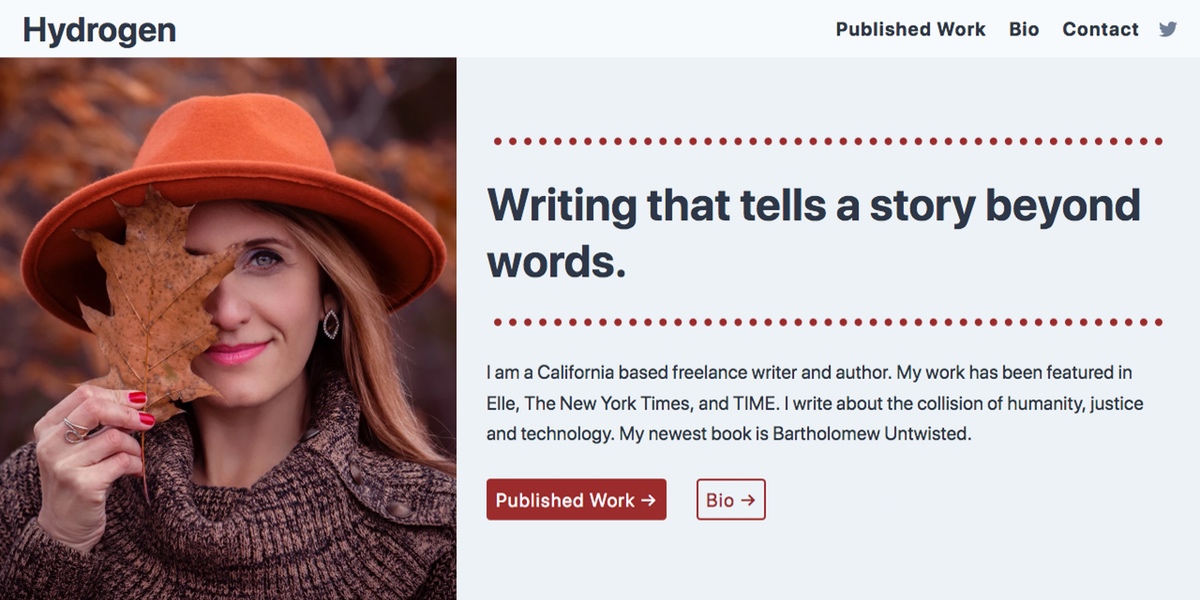 Hydrogen
Published Work Bio Contact
Writing that tells a story beyond
words.
I am a California based freelance writer and author. My work has been featured in
Elle, The New York Times, and TIME. I write about the collision of humanity, justice
and technology. My newest book is Bartholomew Untwisted.
Published Work →
Bio →